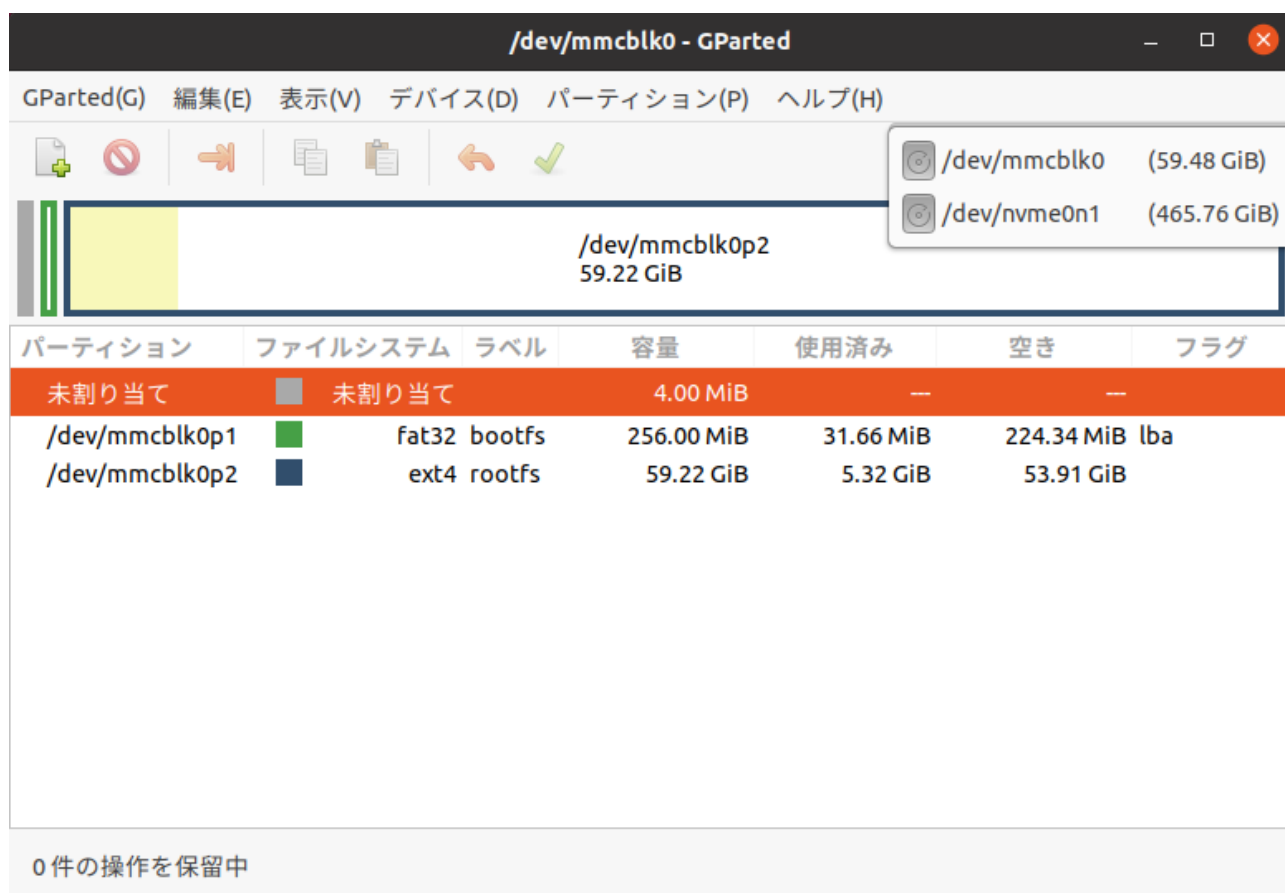 /dev/mmcblk0 - GParted
GParted(G) 編集(E) 表示(V) デバイス(D) パーティション(P) ヘルプ(H)
/dev/mmcblk0 (59.48 GiB)
/dev/nvme0n1 (465.76 GiB)
/dev/mmcblk0p2
59.22 GiB
パーティション ファイルシステム ラベル 容量 使用済み 空き フラグ
未割り当て 未割り当て 4.00 MiB --- ---
/dev/mmcblk0p1 fat32 bootfs 256.00 MiB 31.66 MiB 224.34 MiB lba
/dev/mmcblk0p2 ext4 rootfs 59.22 GiB 5.32 GiB 53.91 GiB
0 件の操作を保留中